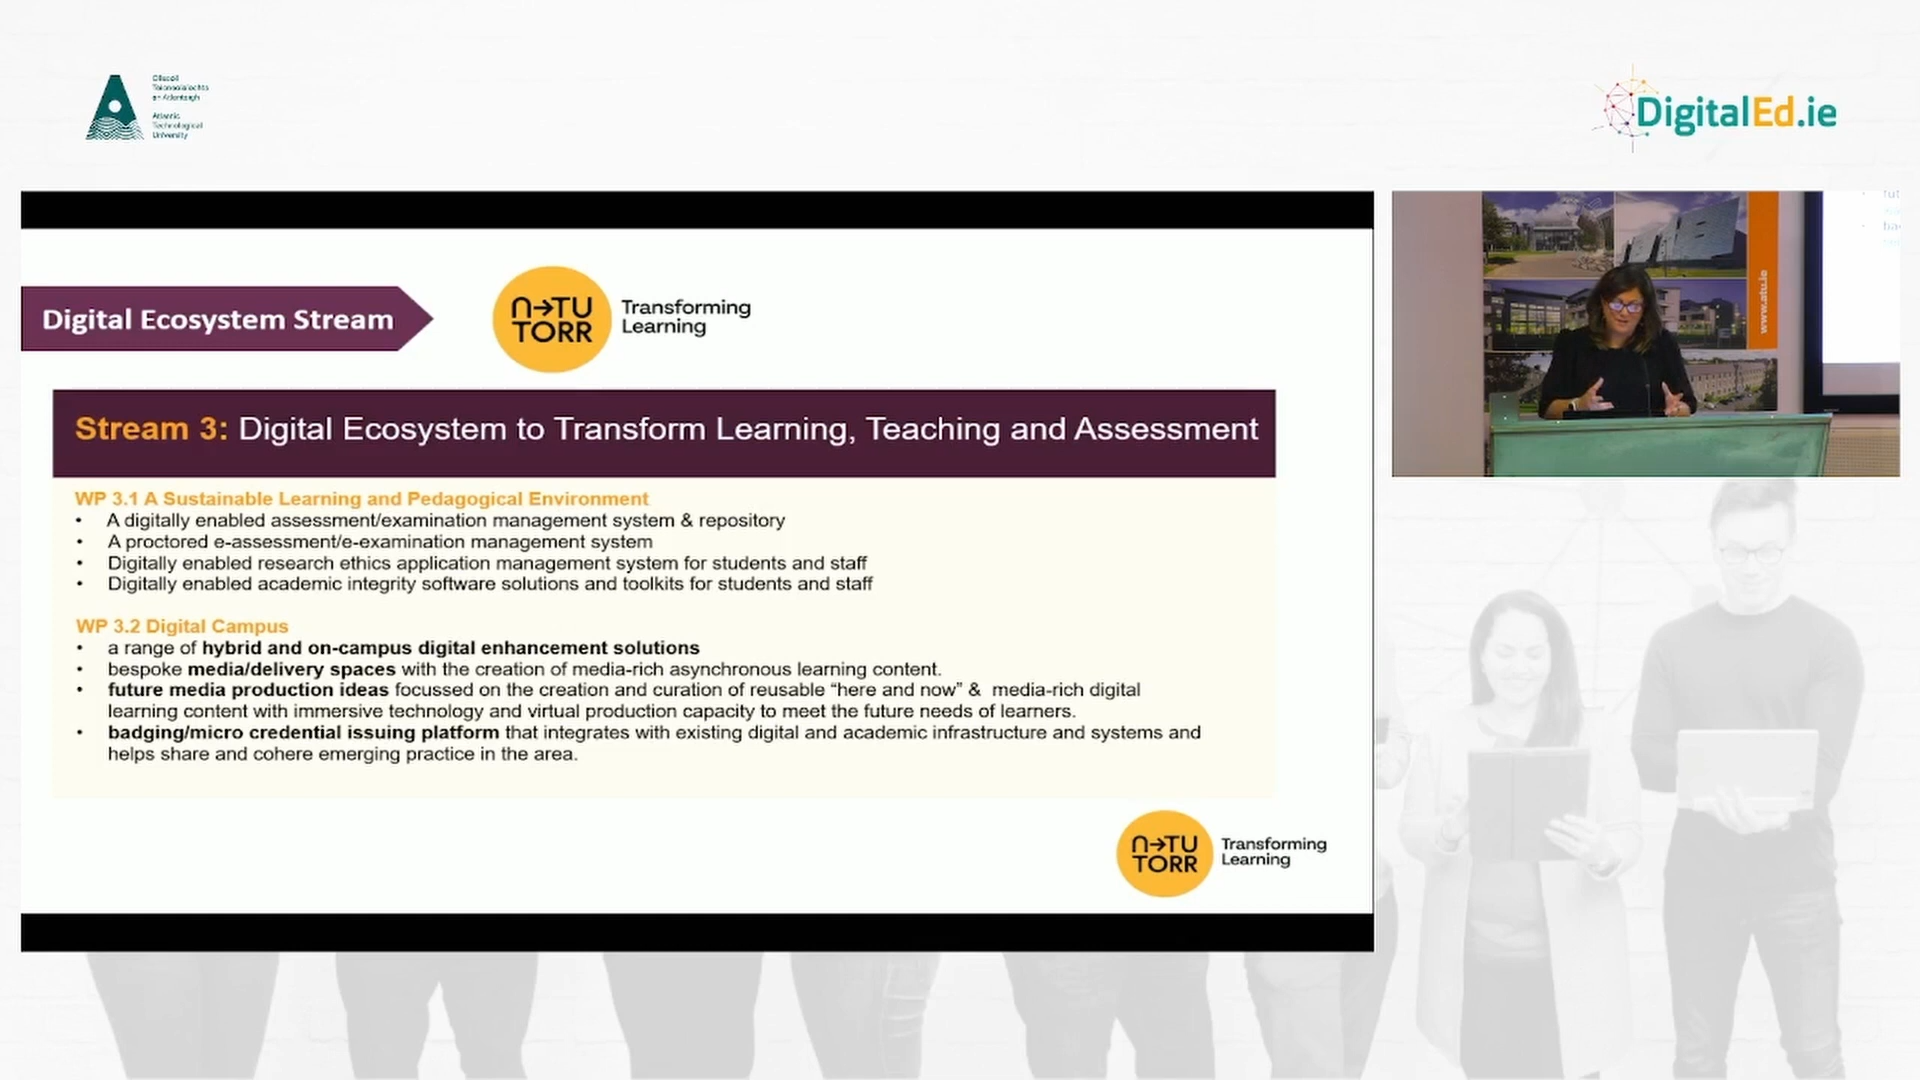 Ollscoil
Teicneolaíochta
an Atlantaigh
Atlantic
Technological
University
DigitalEd.ie
Digital Ecosystem Stream
n→TU
TORR
Transforming
Learning
Stream 3: Digital Ecosystem to Transform Learning, Teaching and Assessment
WP 3.1 A Sustainable Learning and Pedagogical Environment
• A digitally enabled assessment/examination management system & repository
• A proctored e-assessment/e-examination management system
• Digitally enabled research ethics application management system for students and staff
• Digitally enabled academic integrity software solutions and toolkits for students and staff
WP 3.2 Digital Campus
• a range of hybrid and on-campus digital enhancement solutions
• bespoke media/delivery spaces with the creation of media-rich asynchronous learning content.
• future media production ideas focussed on the creation and curation of reusable “here and now” & media-rich digital
learning content with immersive technology and virtual production capacity to meet the future needs of learners.
• badging/micro credential issuing platform that integrates with existing digital and academic infrastructure and systems and
helps share and cohere emerging practice in the area.
n→TU
TORR
Transforming
Learning
www.atu.ie